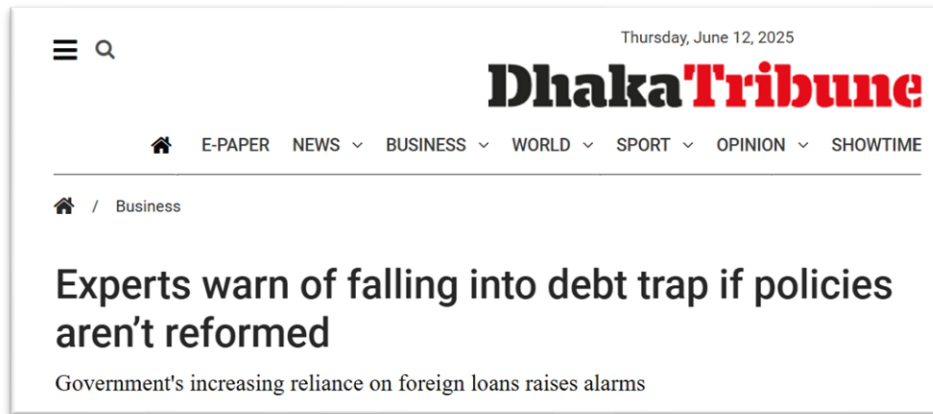 Thursday, June 12, 2025
DhakaTribune
E-PAPER NEWS BUSINESS WORLD SPORT OPINION SHOWTIME
/ Business
Experts warn of falling into debt trap if policies
aren’t reformed
Government's increasing reliance on foreign loans raises alarms